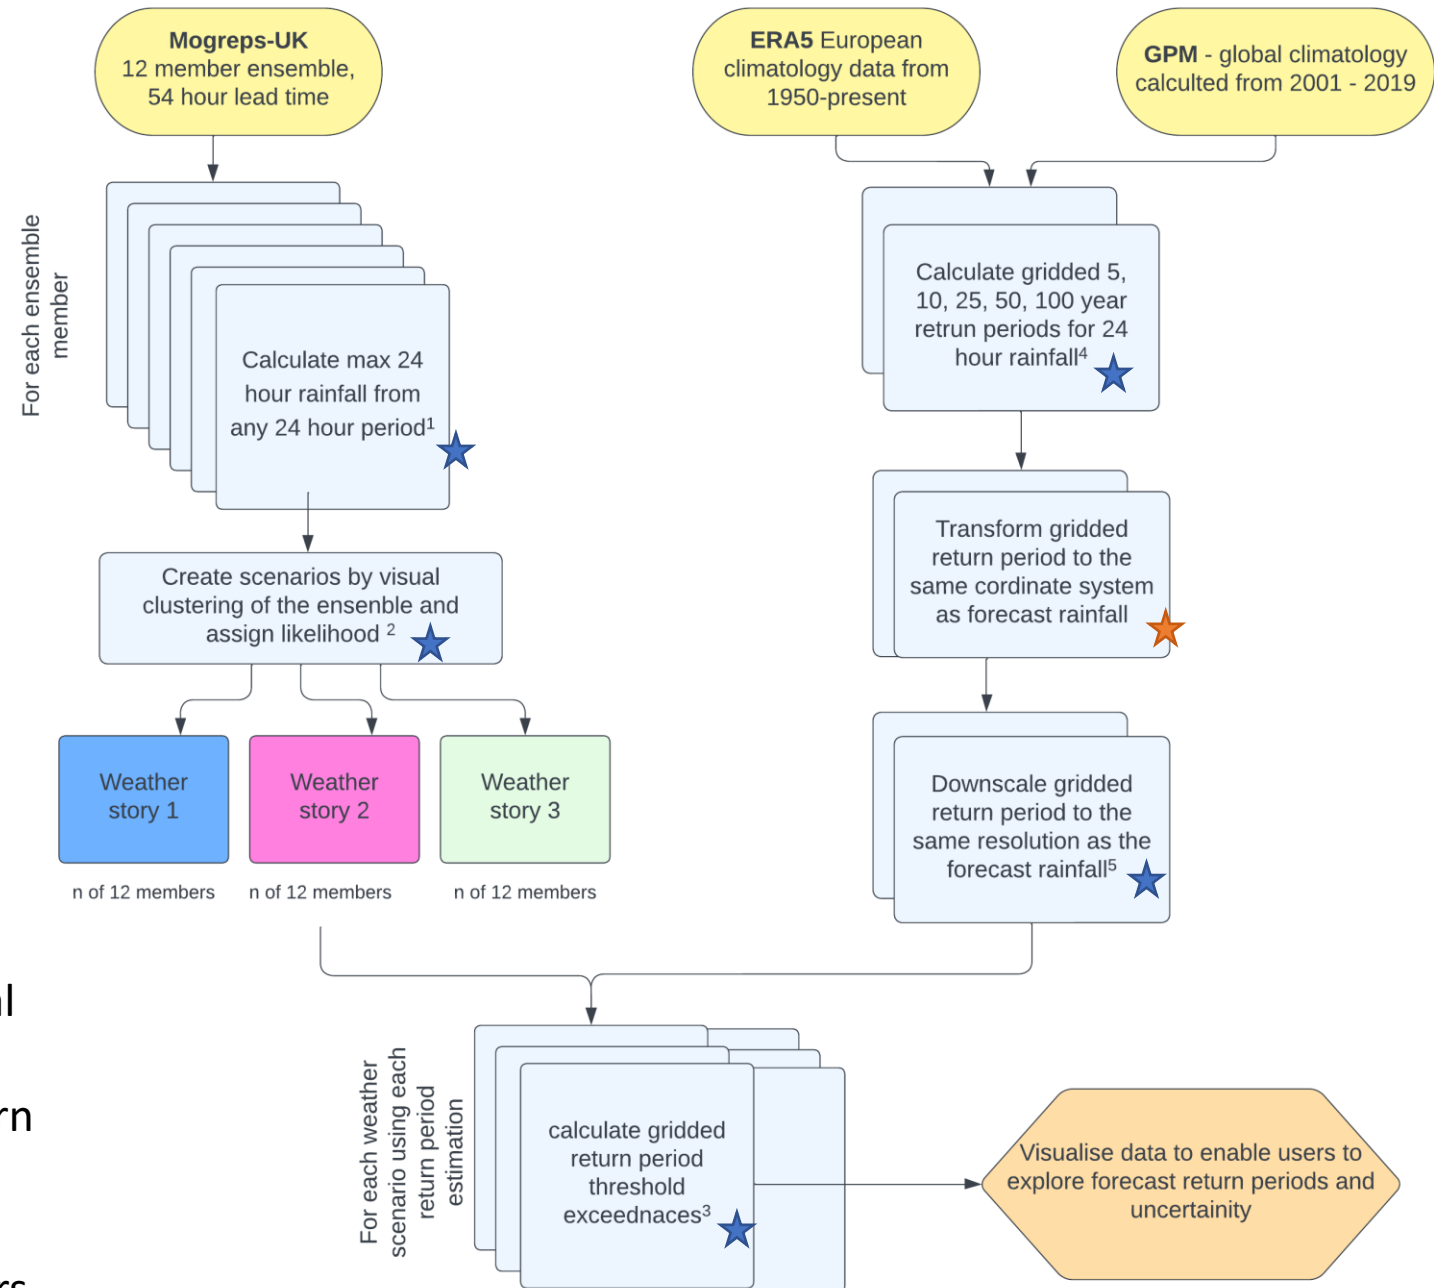 Mogreps-UK
12 member ensemble,
54 hour lead time
ERA5 European
climatology data from
1950-present
GPM - global climatology
calculted from 2001 - 2019
For each ensemble
member
Calculate max 24
hour rainfall from
any 24 hour period1
Calculate gridded 5,
10, 25, 50, 100 year
retrun periods for 24
hour rainfall4
Create scenarios by visual
clustering of the ensenble and
assign likelihood 2
Transform gridded
return period to the
same cordinate system
as forecast rainfall
Weather
story 1
Weather
story 2
Weather
story 3
n of 12 members
n of 12 members
n of 12 members
Downscale gridded
return period to the
same resolution as the
forecast rainfall5
For each weather
scenario using each
return period
estimation
calculate gridded
return period
threshold
exceednaces3
Visualise data to enable users to
explore forecast return periods and
uncertainity